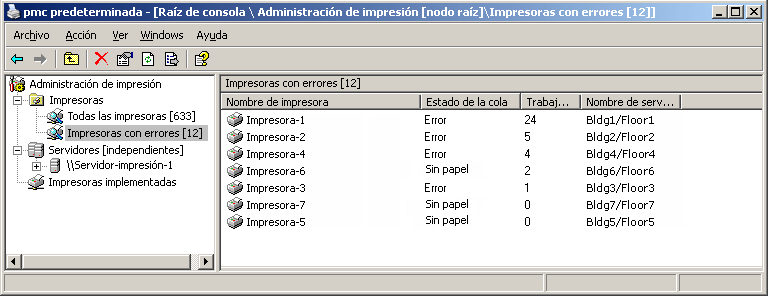 pmc predeterminada - [Raíz de consola \ Administración de impresión [nodo raíz]\Impresoras con errores [12]]
Archivo Acción Ver Windows Ayuda
Administración de impresión
Impresoras
Todas las impresoras [633]
Impresoras con errores [12]
Servidores [independientes]
\\Servidor-impresión-1
Impresoras implementadas
Impresoras con errores [12]
Nombre de impresora Estado de la cola Trabaj... Nombre de serv...
Impresora-1 Error 24 Bldg1/Floor1
Impresora-2 Error 5 Bldg2/Floor2
Impresora-4 Error 4 Bldg4/Floor4
Impresora-6 Sin papel 2 Bldg6/Floor6
Impresora-3 Error 1 Bldg3/Floor3
Impresora-7 Sin papel 0 Bldg7/Floor7
Impresora-5 Sin papel 0 Bldg5/Floor5